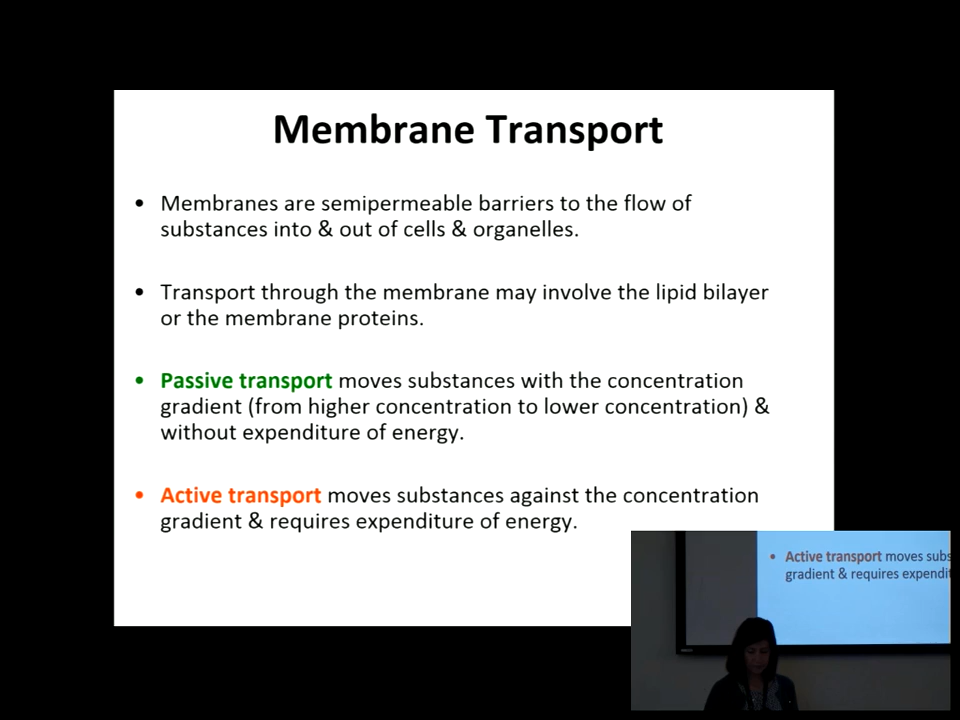 Membrane Transport
• Membranes are semipermeable barriers to the flow of
substances into & out of cells & organelles.
• Transport through the membrane may involve the lipid bilayer
or the membrane proteins.
• Passive transport moves substances with the concentration
gradient (from higher concentration to lower concentration) &
without expenditure of energy.
• Active transport moves substances against the concentration
gradient & requires expenditure of energy.
• Active transport moves subs
gradient & requires expendit